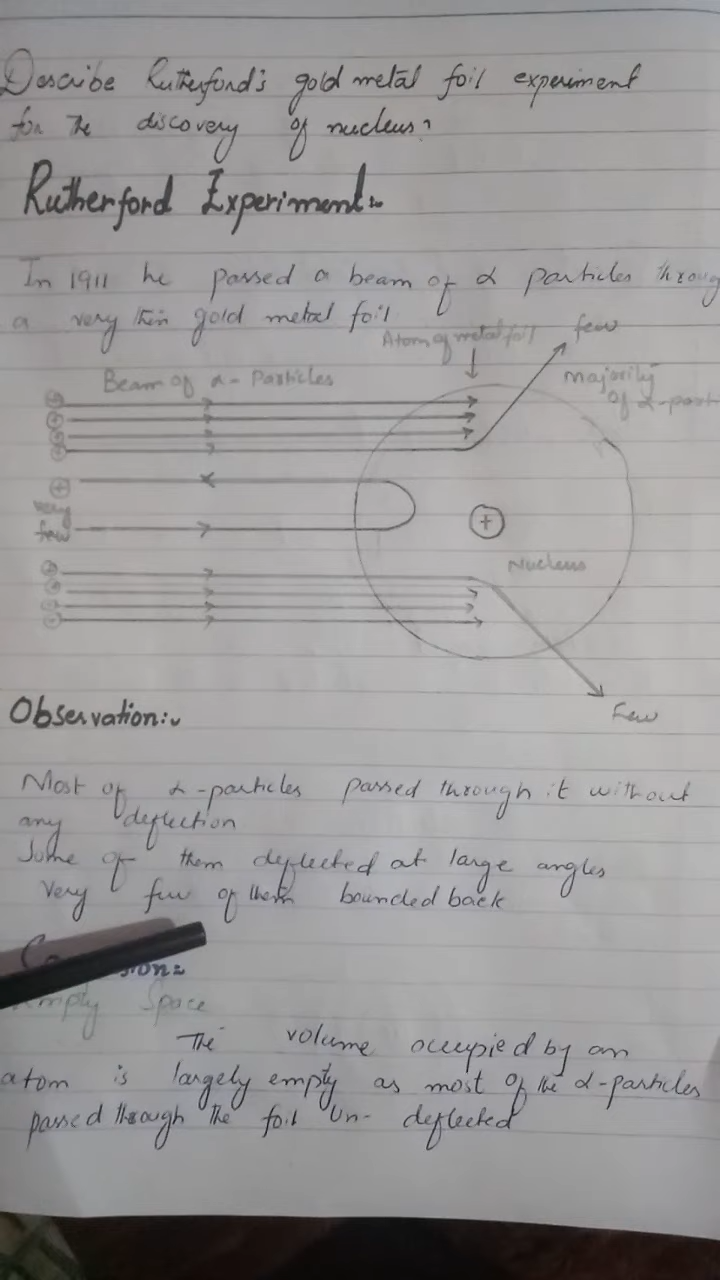 Describe Rutherford's gold metal foil experiment
for the discovery of nucleus?
Rutherford Experiment:-
In 1911 he passed a beam of α particles throug
a very thin gold metal foil
Atom of metal foil
few
Beam of α- Particles
Majority
of α-part
+
+
+
+
+
very
few
+
Nucleus
+
+
+
+
Few
Observation:-
Most of α-particles passed through it without
any deflection
Some of them deflected at large angles
Very few of them bounded back
sion:-
Empty Space
The volume occupied by an
atom is largely empty as most of the α-particles
passed through the foil Un- deflected